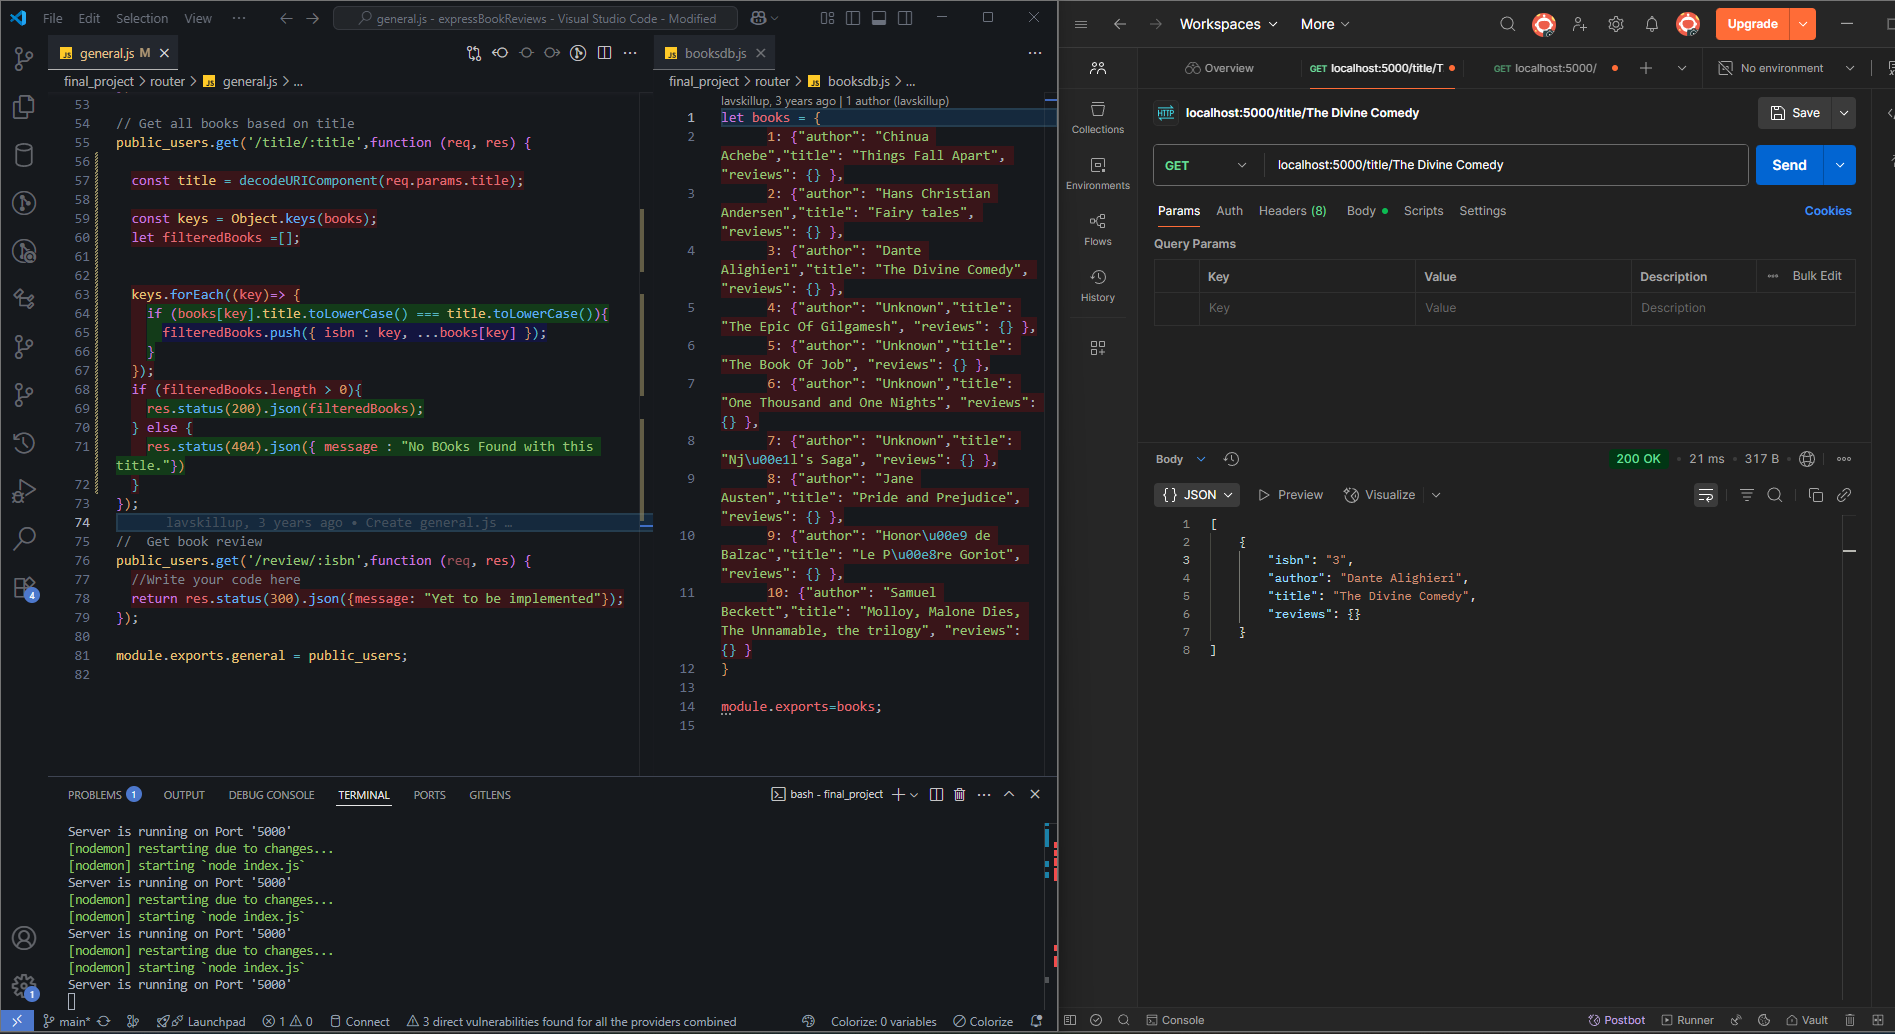 File Edit Selection View ··· general.js - expressBookReviews - Visual Studio Code - Modified
general.js M
final_project > router > general.js > ...
53
54 // Get all books based on title
55 public_users.get('/title/:title',function (req, res) {
56
57 const title = decodeURIComponent(req.params.title);
58
59 const keys = Object.keys(books);
60 let filteredBooks =[];
61
62
63 keys.forEach((key)=> {
64 if (books[key].title.toLowerCase() === title.toLowerCase()){
65 filteredBooks.push({ isbn : key, ...books[key] });
66 }
67 });
68 if (filteredBooks.length > 0){
69 res.status(200).json(filteredBooks);
70 } else {
71 res.status(404).json({ message : "No BOoks Found with this
title."})
72 }
73 });
74 lavskillup, 3 years ago • Create general.js …
75 //  Get book review
76 public_users.get('/review/:isbn',function (req, res) {
77 //Write your code here
78 return res.status(300).json({message: "Yet to be implemented"});
79 });
80
81 module.exports.general = public_users;
82
booksdb.js
final_project > router > booksdb.js > ...
lavskillup, 3 years ago | 1 author (lavskillup)
1 let books = {
2 1: {"author": "Chinua
Achebe","title": "Things Fall Apart",
"reviews": {} },
3 2: {"author": "Hans Christian
Andersen","title": "Fairy tales",
"reviews": {} },
4 3: {"author": "Dante
Alighieri","title": "The Divine Comedy",
"reviews": {} },
5 4: {"author": "Unknown","title":
"The Epic Of Gilgamesh", "reviews": {} },
6 5: {"author": "Unknown","title":
"The Book Of Job", "reviews": {} },
7 6: {"author": "Unknown","title":
"One Thousand and One Nights", "reviews":
{} },
8 7: {"author": "Unknown","title":
"Nj\u00e1l's Saga", "reviews": {} },
9 8: {"author": "Jane
Austen","title": "Pride and Prejudice",
"reviews": {} },
10 9: {"author": "Honor\u00e9 de
Balzac","title": "Le P\u00e8re Goriot",
"reviews": {} },
11 10: {"author": "Samuel
Beckett","title": "Molloy, Malone Dies,
The Unnamable, the trilogy", "reviews":
{} }
12 }
13
14 module.exports=books;
15
PROBLEMS 1 OUTPUT DEBUG CONSOLE TERMINAL PORTS GITLENS bash - final_project
Server is running on Port '5000'
[nodemon] restarting due to changes...
[nodemon] starting `node index.js`
Server is running on Port '5000'
[nodemon] restarting due to changes...
[nodemon] starting `node index.js`
Server is running on Port '5000'
[nodemon] restarting due to changes...
[nodemon] starting `node index.js`
Server is running on Port '5000'
4
1
main* Launchpad 1 0 Connect 3 direct vulnerabilities found for all the providers combined Colorize: 0 variables Colorize
Workspaces More Upgrade
Overview GET localhost:5000/title/T GET localhost:5000/ No environment
Collections
Environments
Flows
History
HTTP localhost:5000/title/The Divine Comedy Save
GET localhost:5000/title/The Divine Comedy Send
Params Auth Headers (8) Body Scripts Settings Cookies
Query Params
Key Value Description Bulk Edit
Key Value Description
Body 200 OK • 21 ms • 317 B
{ } JSON Preview Visualize
1 [
2 {
3 "isbn": "3",
4 "author": "Dante Alighieri",
5 "title": "The Divine Comedy",
6 "reviews": {}
7 }
8 ]
Console Postbot Runner Vault